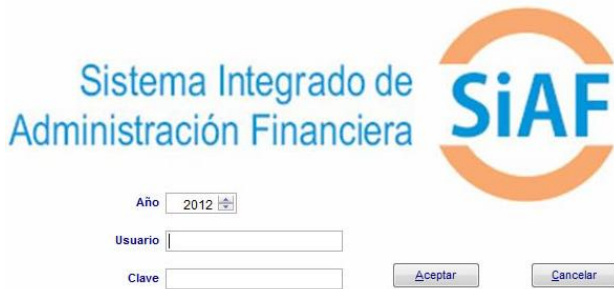 Sistema Integrado de
Administración Financiera
SiAF
Año 2012
Usuario
Clave
Aceptar Cancelar